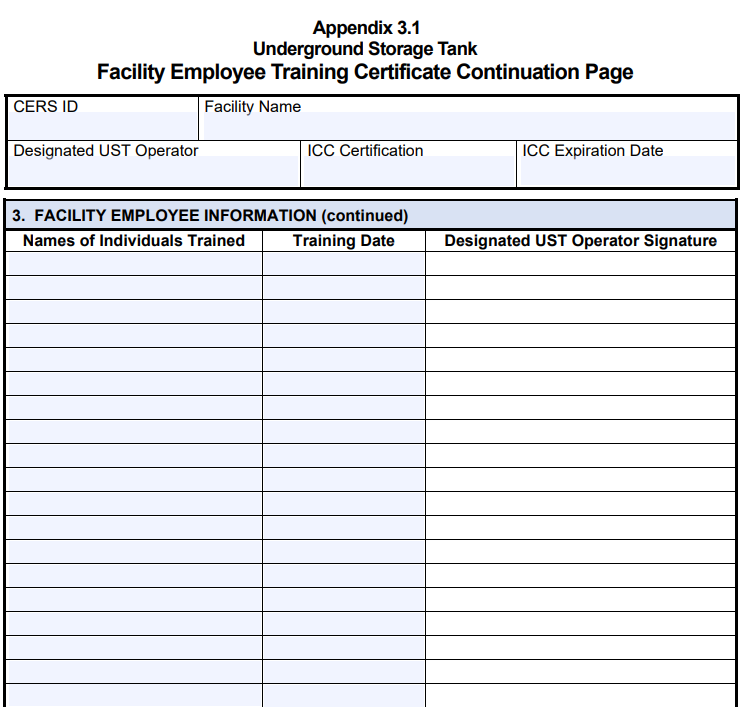 Appendix 3.1
Underground Storage Tank
Facility Employee Training Certificate Continuation Page
CERS ID Facility Name
Designated UST Operator ICC Certification ICC Expiration Date
3. FACILITY EMPLOYEE INFORMATION (continued)
Names of Individuals Trained Training Date Designated UST Operator Signature